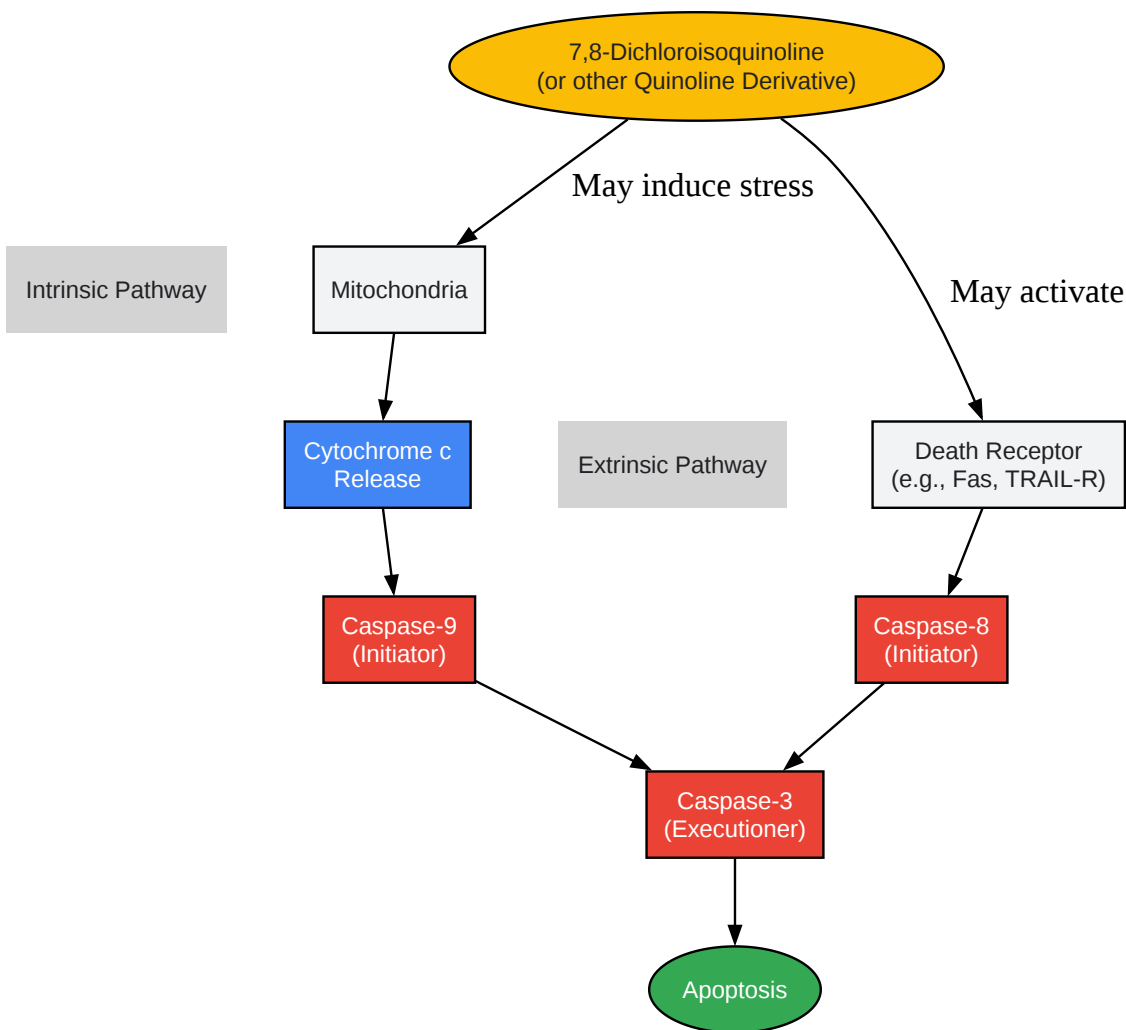 7,8-Dichloroisoquinoline
(or other Quinoline Derivative)
May induce stress
Intrinsic Pathway
Mitochondria
May activate
Cytochrome c
Release
Extrinsic Pathway
Death Receptor
(e.g., Fas, TRAIL-R)
Caspase-9
(Initiator)
Caspase-8
(Initiator)
Caspase-3
(Executioner)
Apoptosis